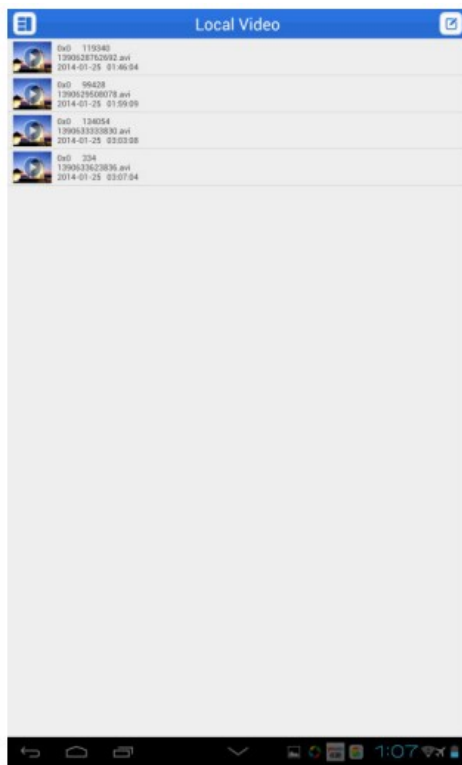 Local Video
0x0 119340
1390628762692.avi
2014-01-25 01:46:04
0x0 99428
1390629508078.avi
2014-01-25 01:59:09
0x0 134054
1390633333830.avi
2014-01-25 03:03:08
0x0 334
1390633623836.avi
2014-01-25 03:07:04
1:07